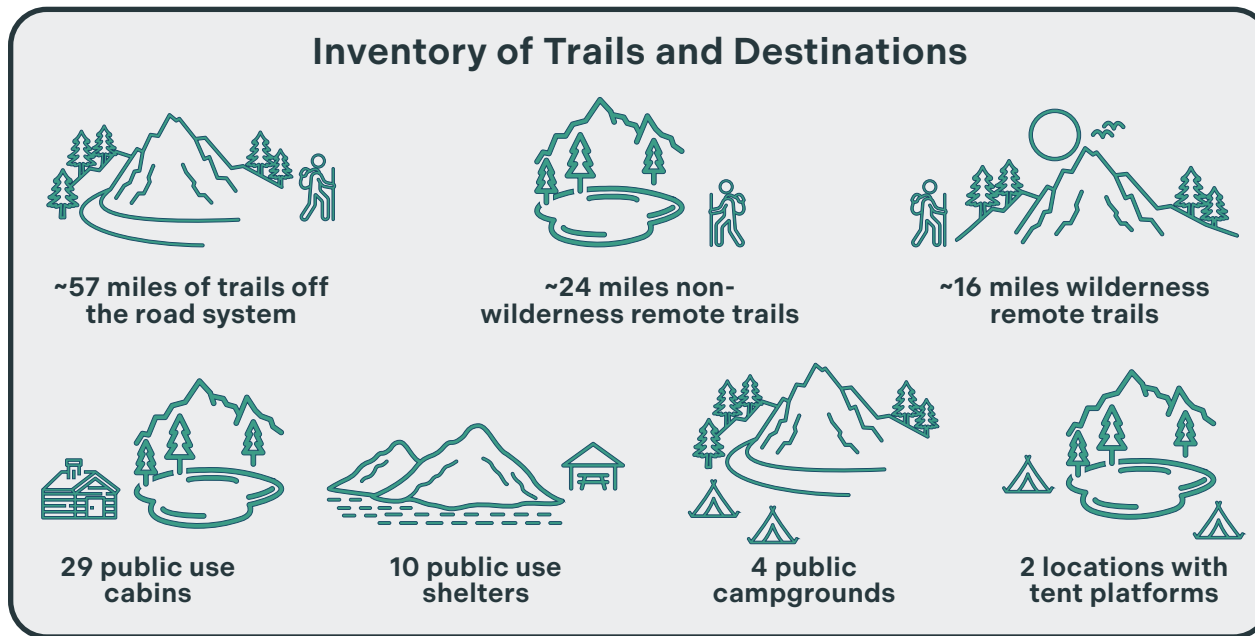 Inventory of Trails and Destinations
~57 miles of trails off
the road system
~24 miles non-
wilderness remote trails
~16 miles wilderness
remote trails
29 public use
cabins
10 public use
shelters
4 public
campgrounds
2 locations with
tent platforms